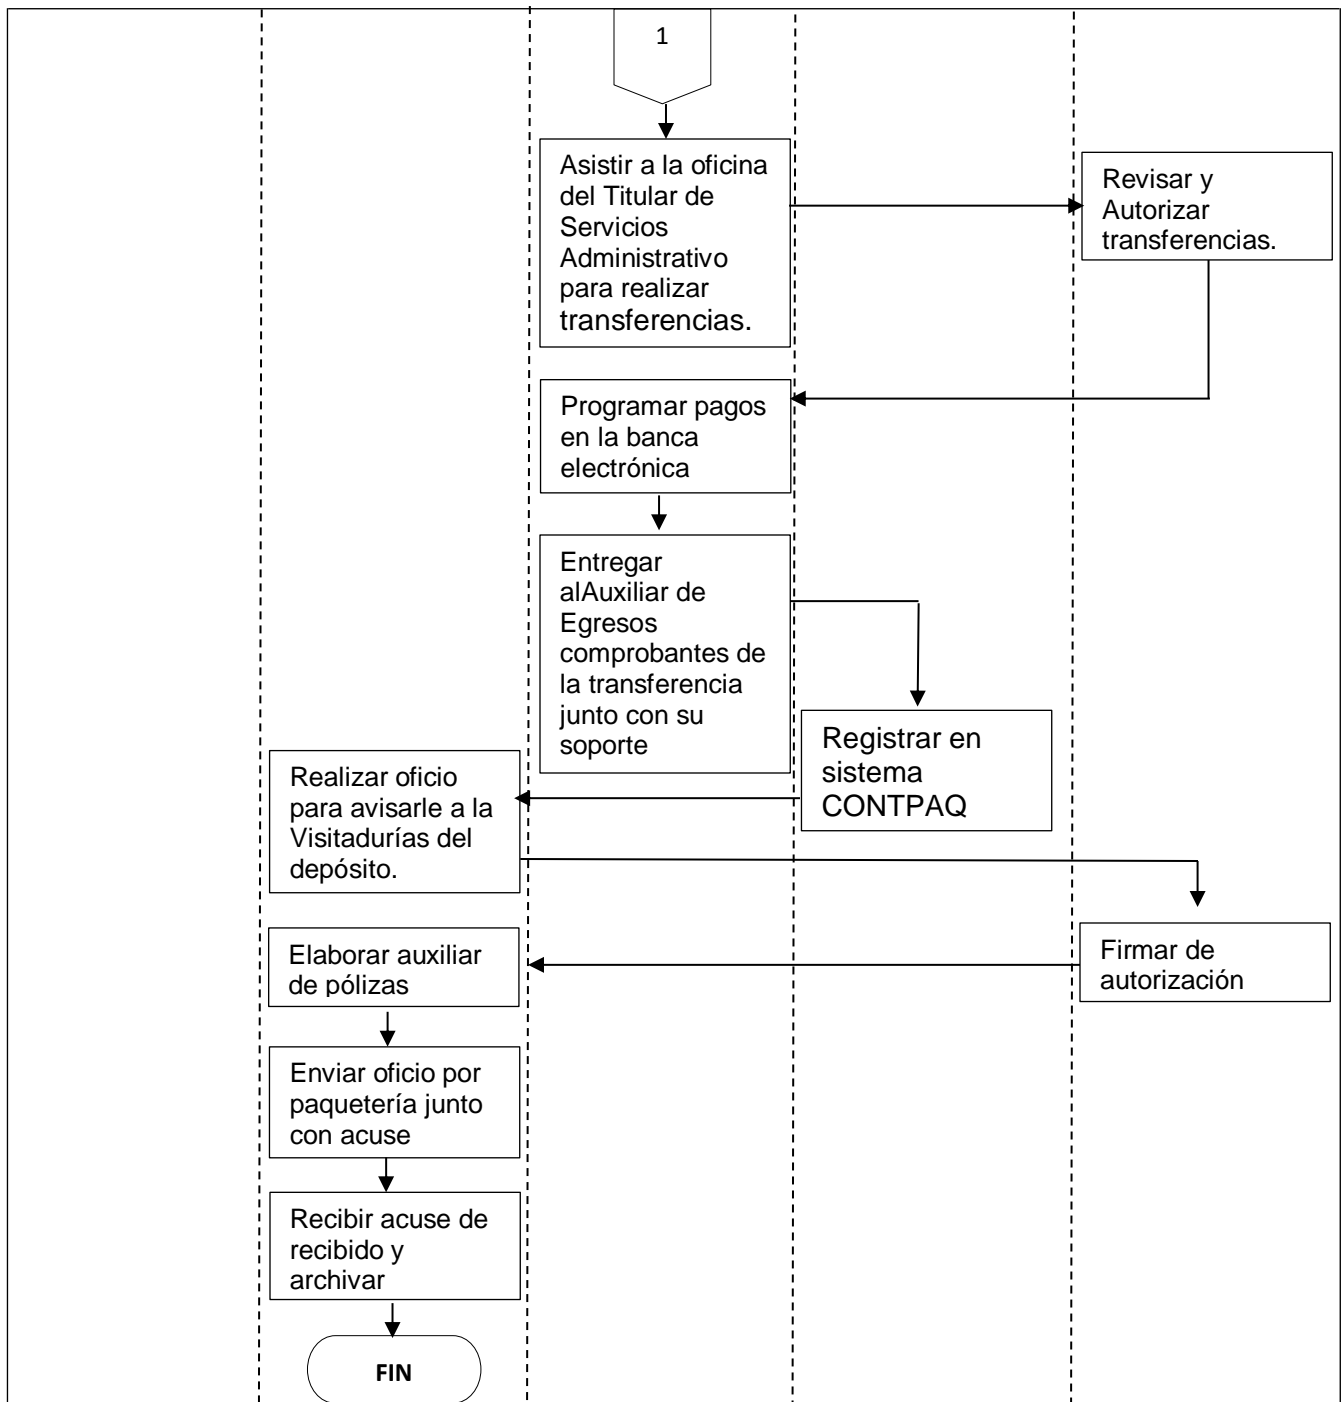 1
Asistir a la oficina
del Titular de
Servicios
Administrativo
para realizar
transferencias.
Revisar y
Autorizar
transferencias.
Programar pagos
en la banca
electrónica
Entregar
alAuxiliar de
Egresos
comprobantes de
la transferencia
junto con su
soporte
Registrar en
sistema
CONTPAQ
Realizar oficio
para avisarle a la
Visitadurías del
depósito.
Firmar de
autorización
Elaborar auxiliar
de pólizas
Enviar oficio por
paquetería junto
con acuse
Recibir acuse de
recibido y
archivar
FIN